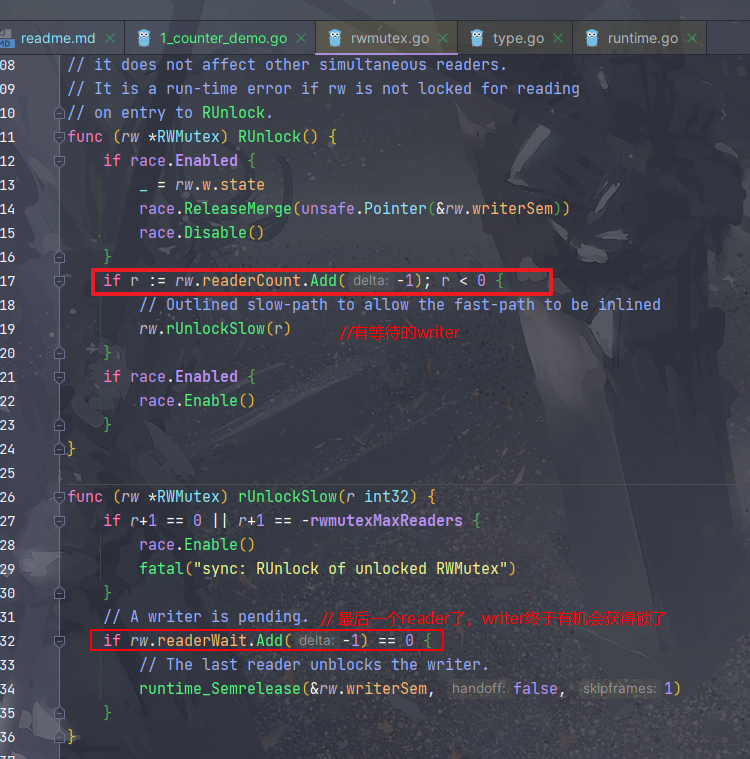 MD readme.md 1_counter_demo.go rwmutex.go type.go runtime.go
08 // it does not affect other simultaneous readers.
09 // It is a run-time error if rw is not locked for reading
10 // on entry to RUnlock.
11 func (rw *RWMutex) RUnlock() {
12 if race.Enabled {
13 _ = rw.w.state
14 race.ReleaseMerge(unsafe.Pointer(&rw.writerSem))
15 race.Disable()
16 }
17 if r := rw.readerCount.Add( delta: -1); r < 0 {
18 // Outlined slow-path to allow the fast-path to be inlined
19 rw.rUnlockSlow(r) //有等待的writer
20 }
21 if race.Enabled {
22 race.Enable()
23 }
24 }
25
26 func (rw *RWMutex) rUnlockSlow(r int32) {
27 if r+1 == 0 || r+1 == -rwmutexMaxReaders {
28 race.Enable()
29 fatal("sync: RUnlock of unlocked RWMutex")
30 }
31 // A writer is pending. // 最后一个reader了，writer终于有机会获得锁了
32 if rw.readerWait.Add( delta: -1) == 0 {
33 // The last reader unblocks the writer.
34 runtime_Semrelease(&rw.writerSem, handoff: false, skipframes: 1)
35 }
36 }